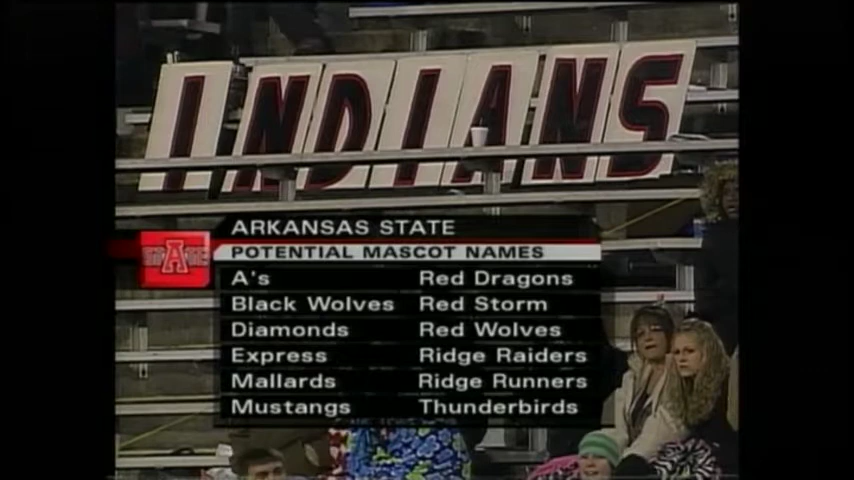 INDIANS
ARKANSAS STATE
STATE
POTENTIAL MASCOT NAMES
A's Red Dragons
Black Wolves Red Storm
Diamonds Red Wolves
Express Ridge Raiders
Mallards Ridge Runners
Mustangs Thunderbirds